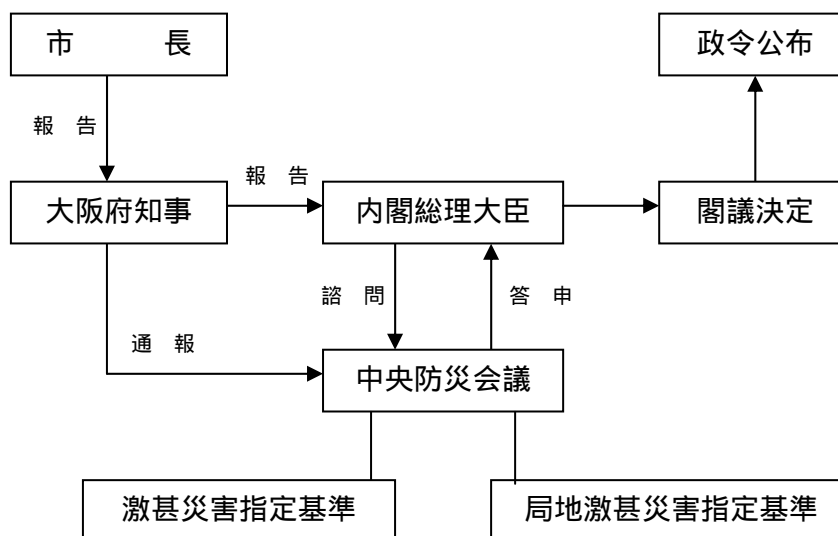 市　　　長
政令公布
報　告
報　告
大阪府知事
内閣総理大臣
閣議決定
諮　問
答　申
通　報
中央防災会議
激甚災害指定基準
局地激甚災害指定基準